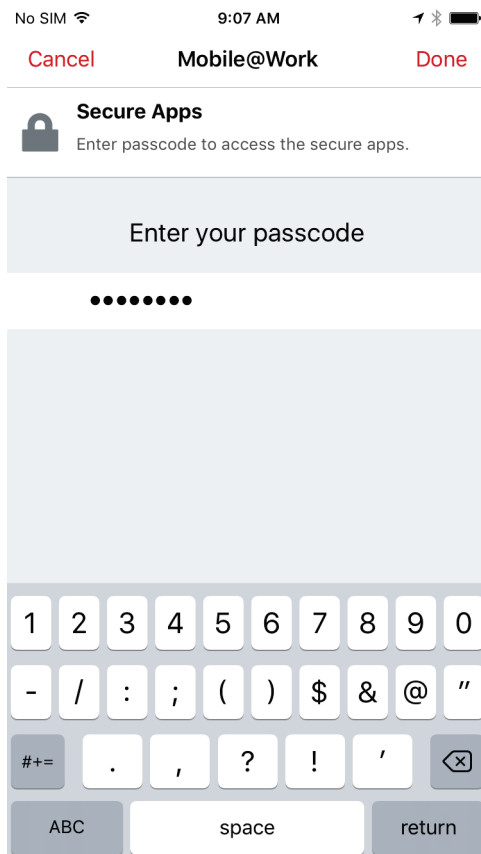 No SIM 9:07 AM
Cancel Mobile@Work Done
Secure Apps
Enter passcode to access the secure apps.
Enter your passcode
••••••••
1 2 3 4 5 6 7 8 9 0
- / : ; ( ) $ & @ "
#+= . , ? ! '
ABC space return